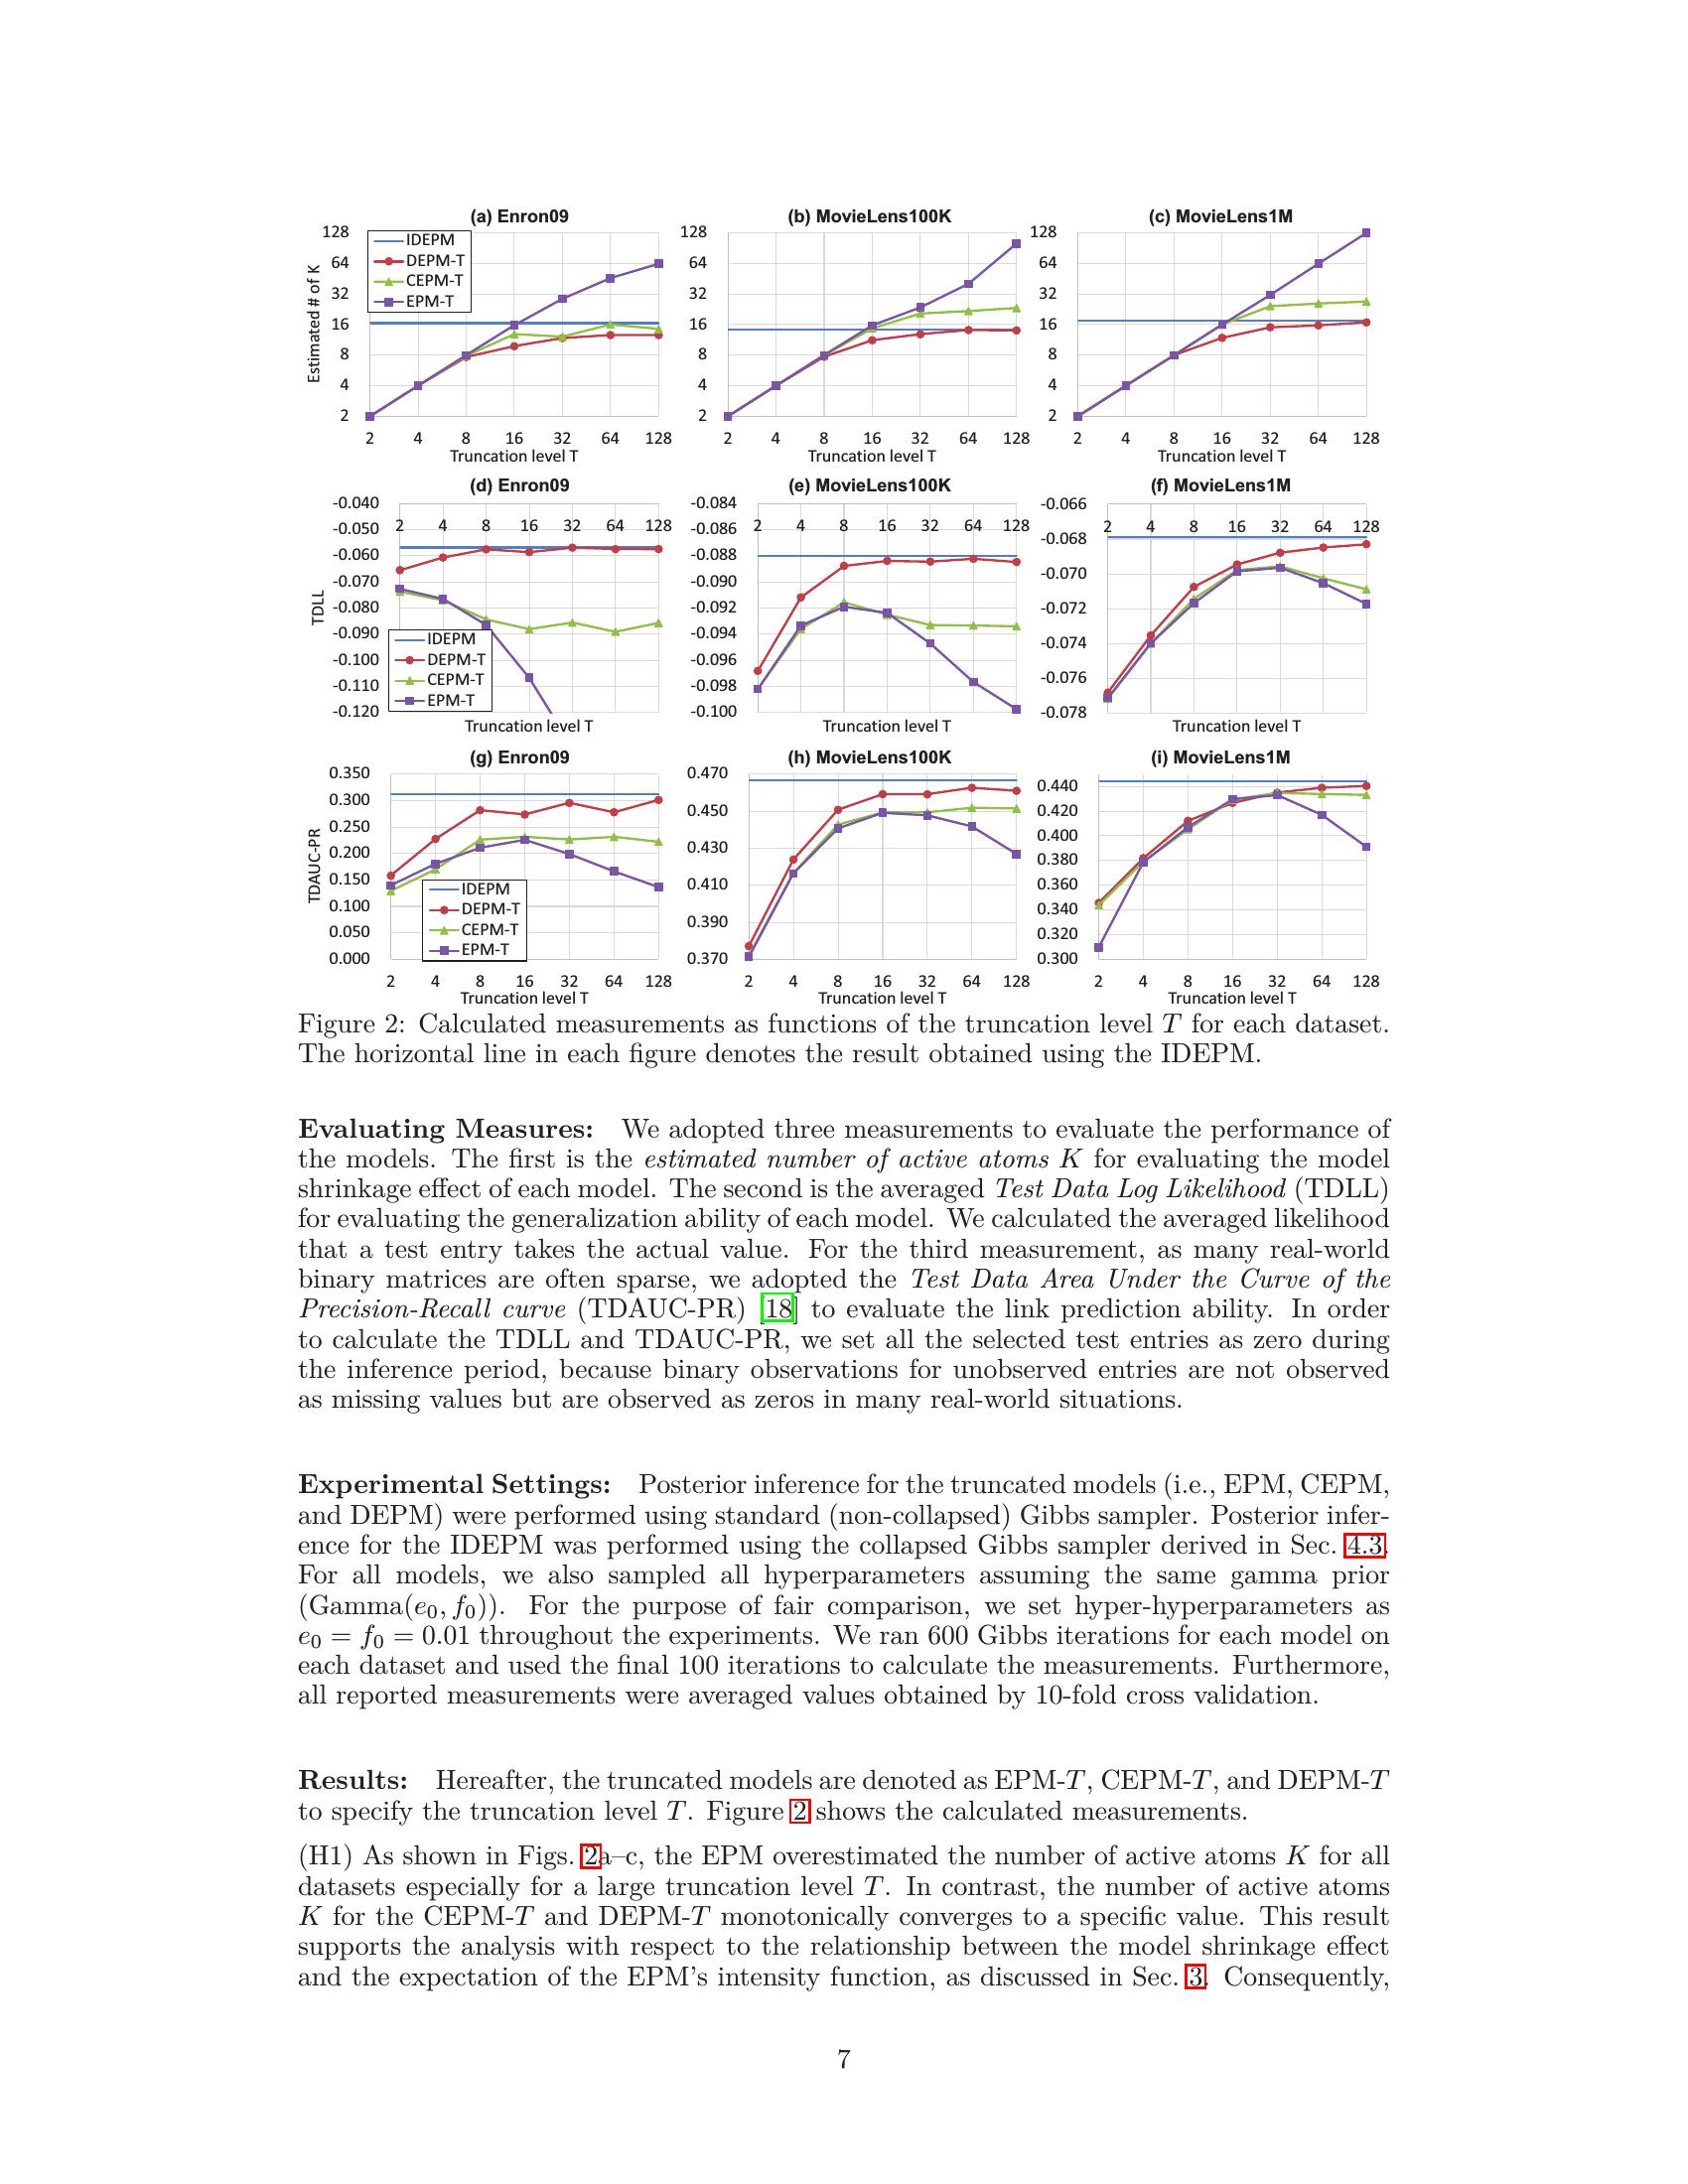 (a) Enron09
(b) MovieLens100K
(c) MovieLens1M
Estimated # of K
128
64
32
16
8
4
2
IDEPM
DEPM-T
CEPM-T
EPM-T
2 4 8 16 32 64 128
Truncation level T
128
64
32
16
8
4
2
2 4 8 16 32 64 128
Truncation level T
128
64
32
16
8
4
2
2 4 8 16 32 64 128
Truncation level T
(d) Enron09
(e) MovieLens100K
(f) MovieLens1M
TDLL
-0.040
-0.050
-0.060
-0.070
-0.080
-0.090
-0.100
-0.110
-0.120
2 4 8 16 32 64 128
IDEPM
DEPM-T
CEPM-T
EPM-T
Truncation level T
-0.084
-0.086
-0.088
-0.090
-0.092
-0.094
-0.096
-0.098
-0.100
2 4 8 16 32 64 128
Truncation level T
-0.066
-0.068
-0.070
-0.072
-0.074
-0.076
-0.078
2 4 8 16 32 64 128
Truncation level T
(g) Enron09
(h) MovieLens100K
(i) MovieLens1M
TDAUC-PR
0.350
0.300
0.250
0.200
0.150
0.100
0.050
0.000
IDEPM
DEPM-T
CEPM-T
EPM-T
2 4 8 16 32 64 128
Truncation level T
0.470
0.450
0.430
0.410
0.390
0.370
2 4 8 16 32 64 128
Truncation level T
0.440
0.420
0.400
0.380
0.360
0.340
0.320
0.300
2 4 8 16 32 64 128
Truncation level T
Figure 2: Calculated measurements as functions of the truncation level T for each dataset.
The horizontal line in each figure denotes the result obtained using the IDEPM.
Evaluating Measures: We adopted three measurements to evaluate the performance of
the models. The first is the estimated number of active atoms K for evaluating the model
shrinkage effect of each model. The second is the averaged Test Data Log Likelihood (TDLL)
for evaluating the generalization ability of each model. We calculated the averaged likelihood
that a test entry takes the actual value. For the third measurement, as many real-world
binary matrices are often sparse, we adopted the Test Data Area Under the Curve of the
Precision-Recall curve (TDAUC-PR) [18] to evaluate the link prediction ability. In order
to calculate the TDLL and TDAUC-PR, we set all the selected test entries as zero during
the inference period, because binary observations for unobserved entries are not observed
as missing values but are observed as zeros in many real-world situations.
Experimental Settings: Posterior inference for the truncated models (i.e., EPM, CEPM,
and DEPM) were performed using standard (non-collapsed) Gibbs sampler. Posterior infer-
ence for the IDEPM was performed using the collapsed Gibbs sampler derived in Sec. 4.3.
For all models, we also sampled all hyperparameters assuming the same gamma prior
(Gamma(e₀, f₀)). For the purpose of fair comparison, we set hyper-hyperparameters as
e₀ = f₀ = 0.01 throughout the experiments. We ran 600 Gibbs iterations for each model on
each dataset and used the final 100 iterations to calculate the measurements. Furthermore,
all reported measurements were averaged values obtained by 10-fold cross validation.
Results: Hereafter, the truncated models are denoted as EPM-T, CEPM-T, and DEPM-T
to specify the truncation level T. Figure 2 shows the calculated measurements.
(H1) As shown in Figs. 2a–c, the EPM overestimated the number of active atoms K for all
datasets especially for a large truncation level T. In contrast, the number of active atoms
K for the CEPM-T and DEPM-T monotonically converges to a specific value. This result
supports the analysis with respect to the relationship between the model shrinkage effect
and the expectation of the EPM's intensity function, as discussed in Sec. 3. Consequently,
7